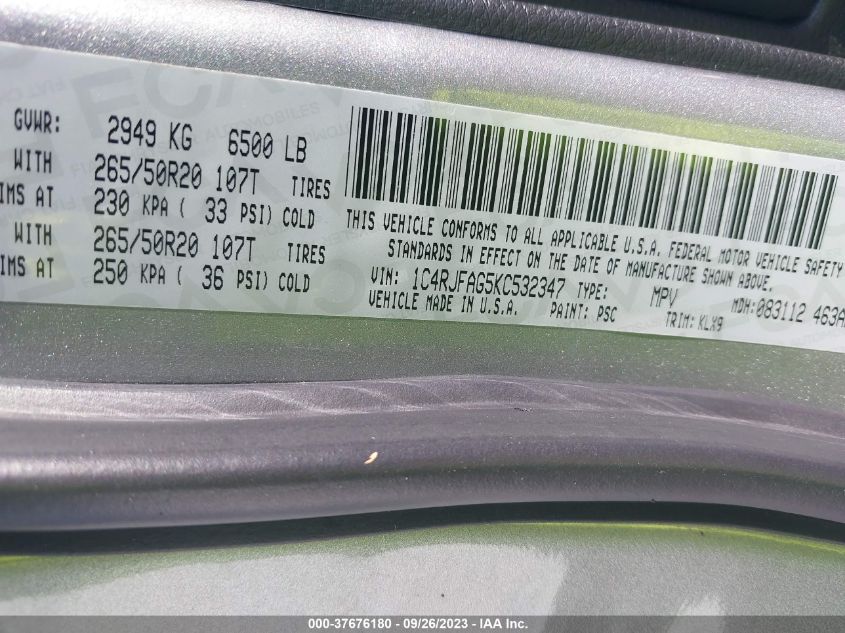 GVWR: 2949 KG 6500 LB
WITH 265/50R20 107T TIRES
IMS AT 230 KPA ( 33 PSI) COLD
WITH 265/50R20 107T TIRES
IMS AT 250 KPA ( 36 PSI) COLD
THIS VEHICLE CONFORMS TO ALL APPLICABLE U.S.A. FEDERAL MOTOR VEHICLE SAFETY
STANDARDS IN EFFECT ON THE DATE OF MANUFACTURE SHOWN ABOVE.
VIN: 1C4RJFAG5KC532347 TYPE: MPV MDH:083112 463A
VEHICLE MADE IN U.S.A. PAINT: PSC TRIM: KLX9
000-37676180 - 09/26/2023 - IAA Inc.